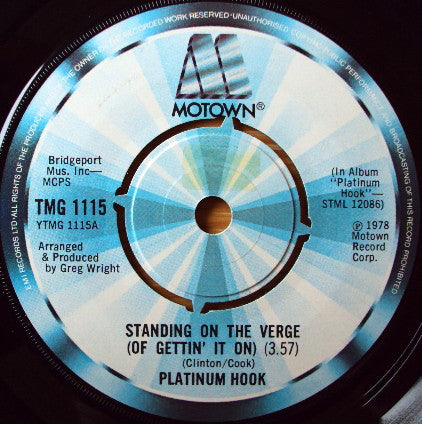 MOTOWN®
Bridgeport
Mus. Inc—
MCPS
TMG 1115
YTMG 1115A
Arranged
& Produced
by Greg Wright
(In Album
"Platinum
Hook"—
STML 12086)
℗ 1978
Motown
Record
Corp.
STANDING ON THE VERGE
(OF GETTIN' IT ON) (3.57)
(Clinton/Cook)
PLATINUM HOOK
EMI RECORDS LTD·ALL RIGHTS OF THE PRODUCER AND OF THE OWNER OF THE RECORDED WORK RESERVED·UNAUTHORISED COPYING PUBLIC PERFORMANCE AND BROADCASTING OF THIS RECORD PROHIBITED